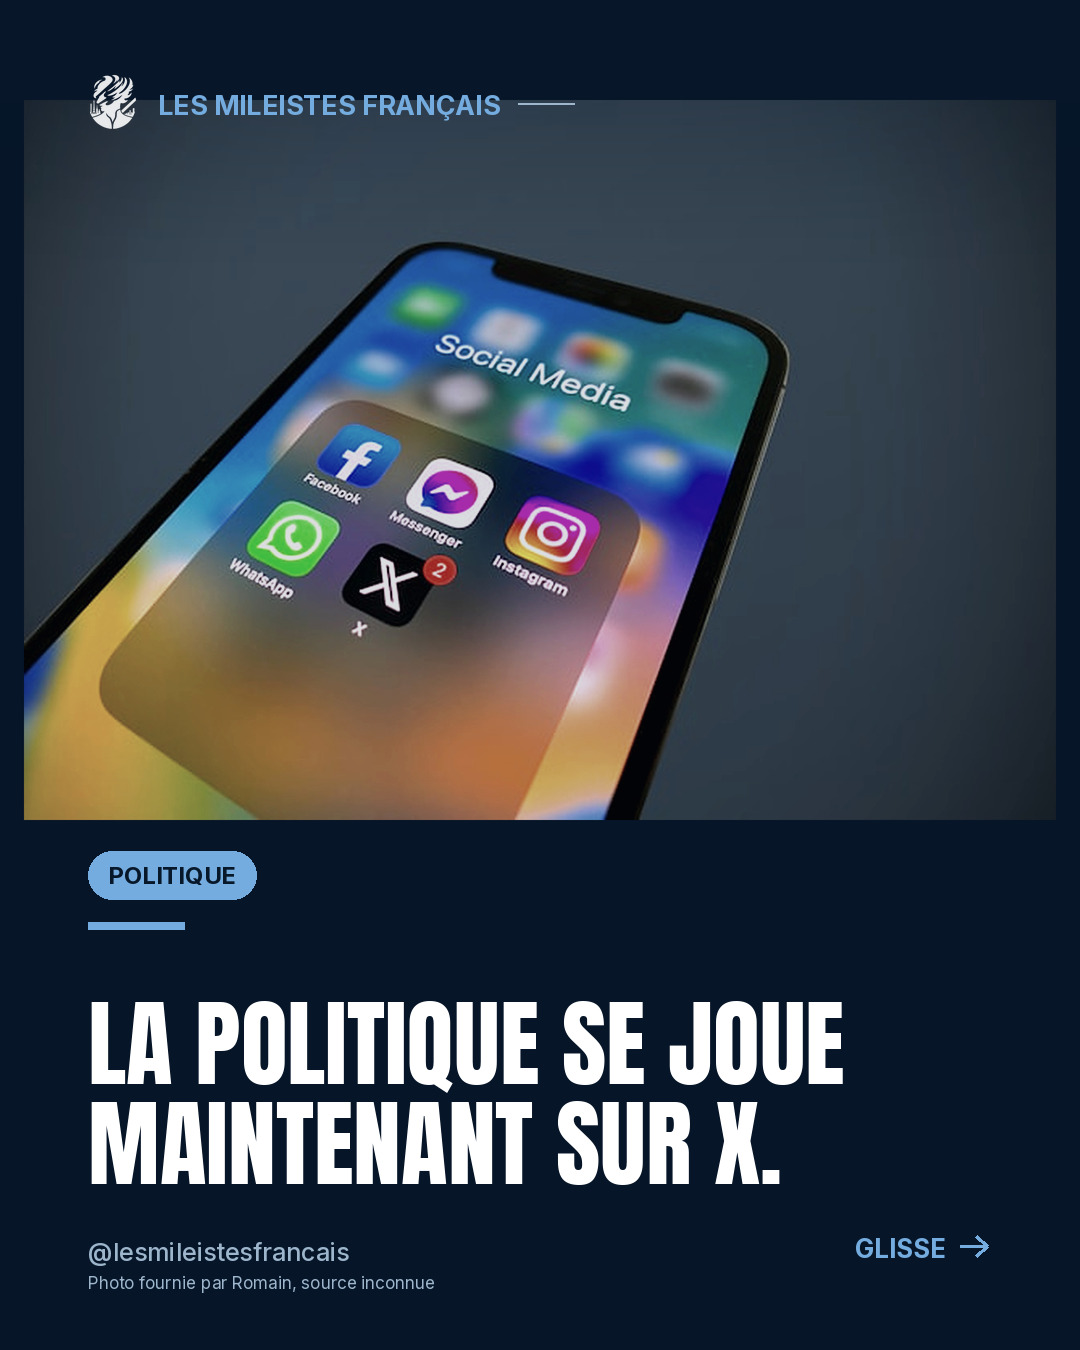 LES MILEISTES FRANÇAIS
Social Media
Facebook
Messenger
Instagram
WhatsApp
2
X
POLITIQUE
LA POLITIQUE SE JOUE
MAINTENANT SUR X.
@lesmileistesfrancais
GLISSE →
Photo fournie par Romain, source inconnue